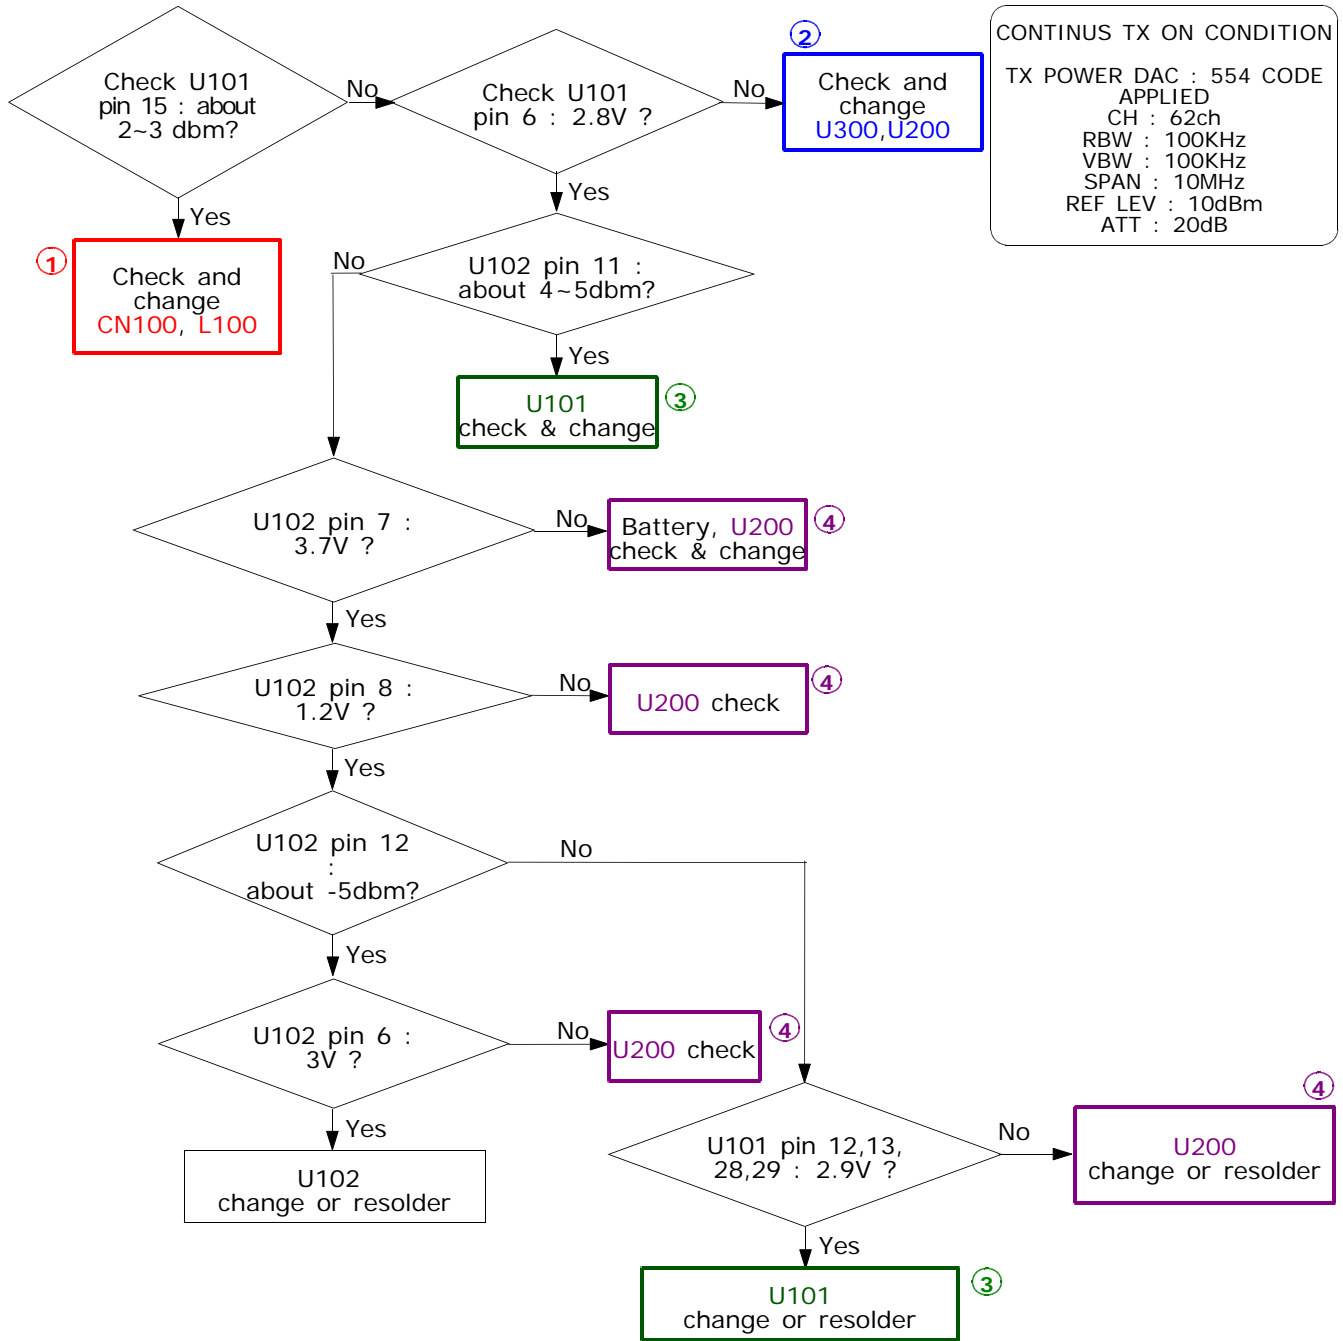 Check U101
pin 15 : about
2~3 dbm?
No
Check U101
pin 6 : 2.8V ?
No
2
Check and
change
U300,U200
CONTINUS TX ON CONDITION
TX POWER DAC : 554 CODE
APPLIED
CH : 62ch
RBW : 100KHz
VBW : 100KHz
SPAN : 10MHz
REF LEV : 10dBm
ATT : 20dB
Yes
Yes
1
Check and
change
CN100, L100
No
U102 pin 11 :
about 4~5dbm?
Yes
U101
check & change
3
U102 pin 7 :
3.7V ?
No
Battery, U200
check & change
4
Yes
U102 pin 8 :
1.2V ?
No
U200 check
4
Yes
U102 pin 12
:
about -5dbm?
No
Yes
U102 pin 6 :
3V ?
No
U200 check
4
Yes
U102
change or resolder
U101 pin 12,13,
28,29 : 2.9V ?
No
4
U200
change or resolder
Yes
U101
change or resolder
3